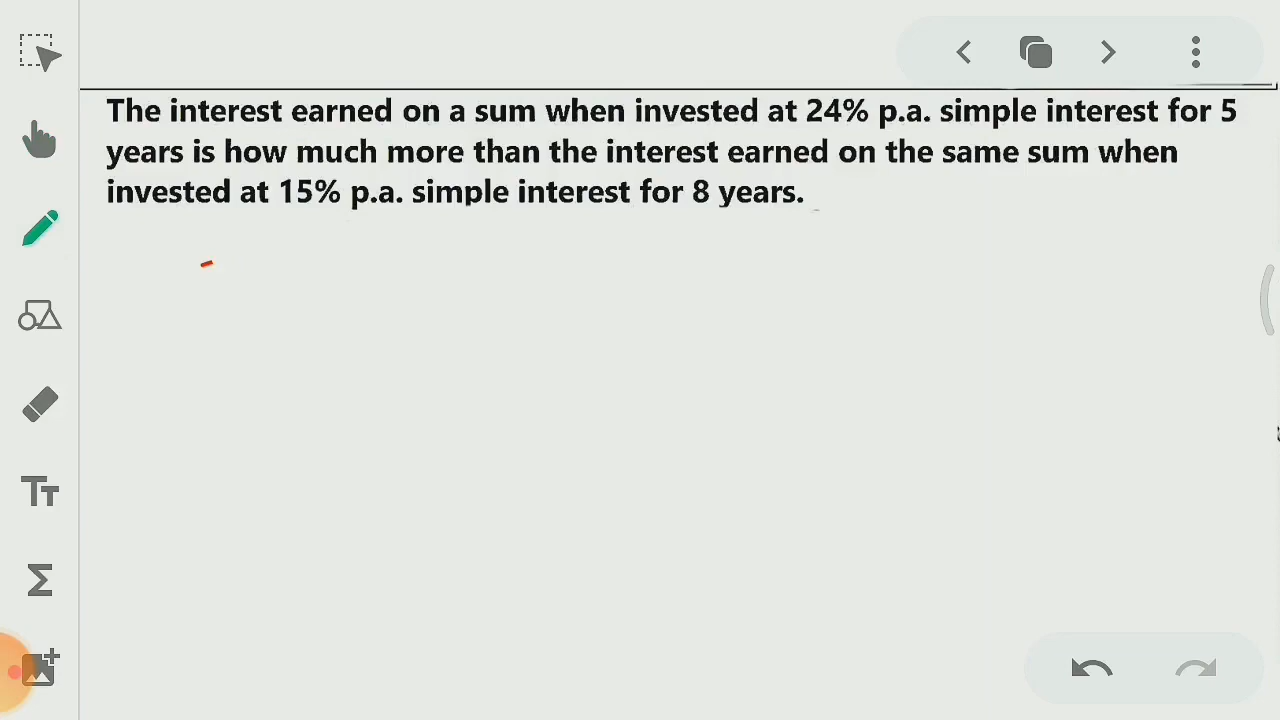 The interest earned on a sum when invested at 24% p.a. simple interest for 5
years is how much more than the interest earned on the same sum when
invested at 15% p.a. simple interest for 8 years.